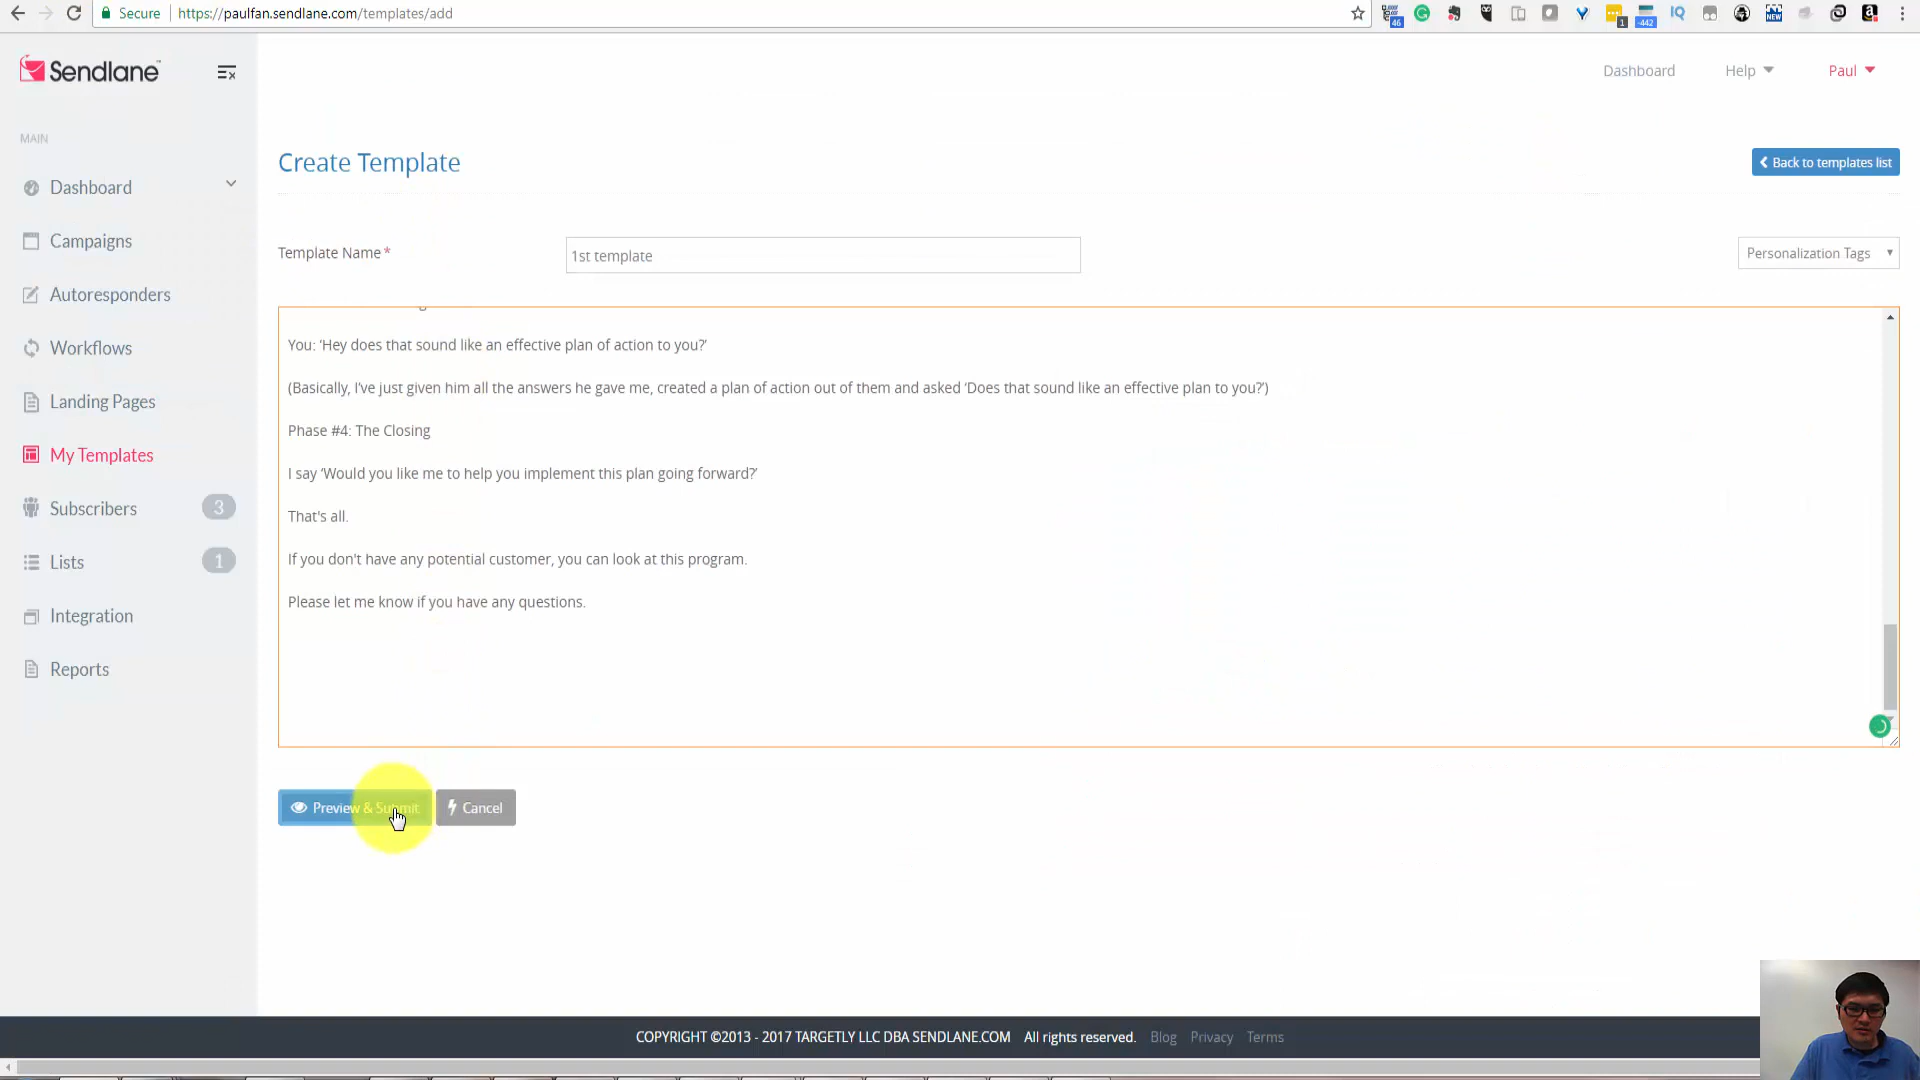 Secure https://paulfan.sendlane.com/templates/add
46
1
-442
IQ
NEW
a
Sendlane
Dashboard Help Paul
MAIN
Dashboard
Campaigns
Autoresponders
Workflows
Landing Pages
My Templates
Subscribers 3
Lists 1
Integration
Reports
Create Template
Back to templates list
Template Name *
1st template
Personalization Tags
You: ‘Hey does that sound like an effective plan of action to you?’
(Basically, I’ve just given him all the answers he gave me, created a plan of action out of them and asked ‘Does that sound like an effective plan to you?’)
Phase #4: The Closing
I say ‘Would you like me to help you implement this plan going forward?’
That's all.
If you don't have any potential customer, you can look at this program.
Please let me know if you have any questions.
Preview & Submit
Cancel
COPYRIGHT ©2013 - 2017 TARGETLY LLC DBA SENDLANE.COM All rights reserved. Blog Privacy Terms